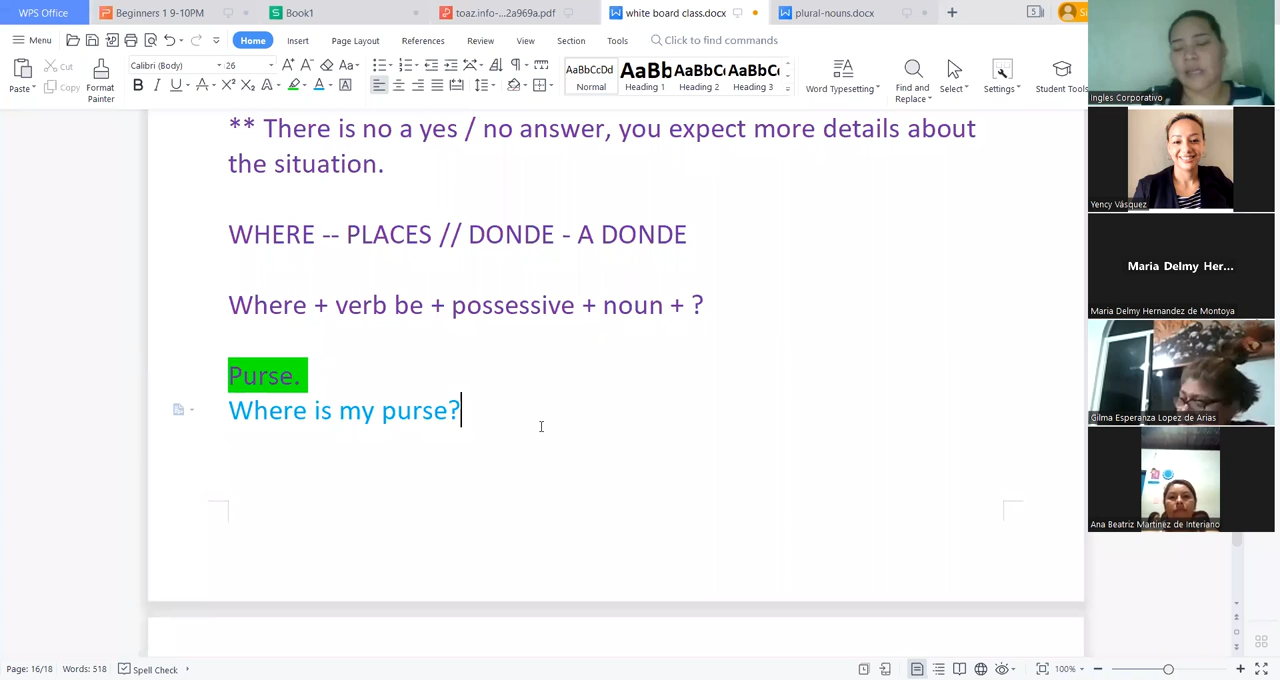 WPS Office
Beginners 1 9-10PM
Book1
toaz.info-...2a969a.pdf
white board class.docx
plural-nouns.docx
Menu
Home
Insert
Page Layout
References
Review
View
Section
Tools
Click to find commands
Paste
Cut
Copy
Format Painter
Calibri (Body)
26
AaBbCcDd
Normal
AaBb
Heading 1
AaBbCc
Heading 2
AaBbCc
Heading 3
Word Typesetting
Find and Replace
Select
Settings
Student Tools
** There is no a yes / no answer, you expect more details about
the situation.
WHERE -- PLACES // DONDE - A DONDE
Where + verb be + possessive + noun + ?
Purse.
Where is my purse?
Ingles Corporativo
Yency Vásquez
Maria Delmy Her...
Maria Delmy Hernandez de Montoya
Gilma Esperanza Lopez de Arias
Ana Beatriz Martinez de Interiano
Page: 16/18
Words: 518
Spell Check
100%